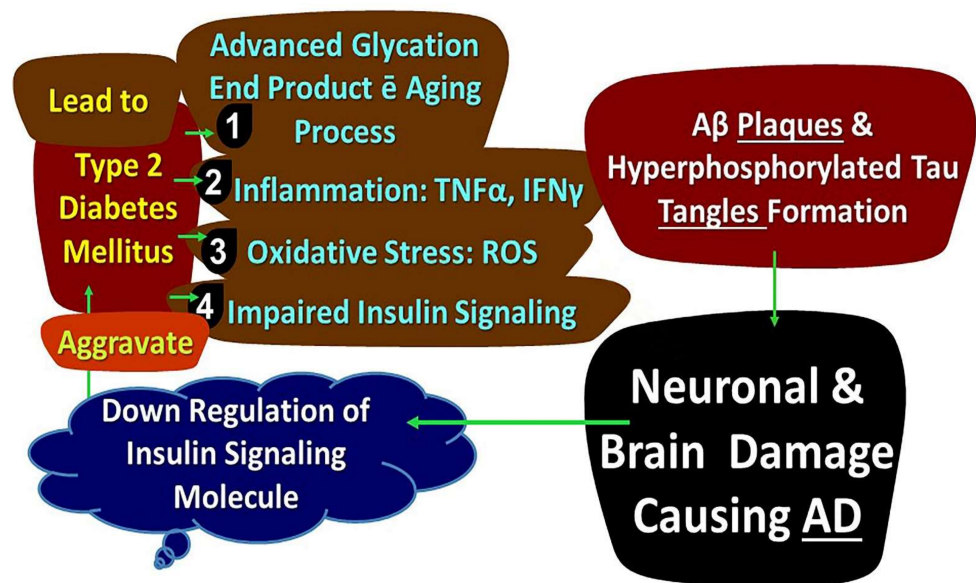 Lead to
Type 2
Diabetes
Mellitus
Aggravate
1
Advanced Glycation
End Product ē Aging
Process
2
Inflammation: TNFα, IFNγ
3
Oxidative Stress: ROS
4
Impaired Insulin Signaling
Aβ Plaques &
Hyperphosphorylated Tau
Tangles Formation
Neuronal &
Brain Damage
Causing AD
Down Regulation of
Insulin Signaling
Molecule